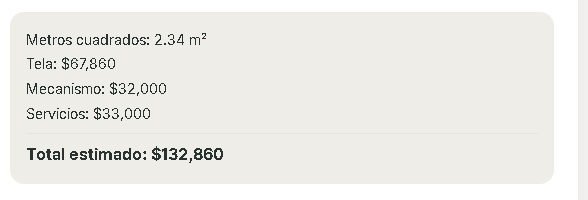 Metros cuadrados: 2.34 m²
Tela: $67,860
Mecanismo: $32,000
Servicios: $33,000
Total estimado: $132,860